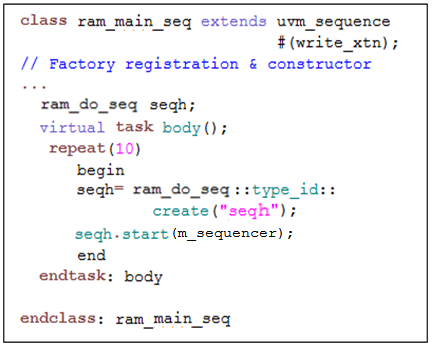 class ram_main_seq extends uvm_sequence
#(write_xtn);
// Factory registration & constructor
...
ram_do_seq seqh;
virtual task body();
repeat(10)
begin
seqh= ram_do_seq ::type_id::
create("seqh");
seqh.start(m_sequencer);
end
endtask: body
endclass: ram_main_seq